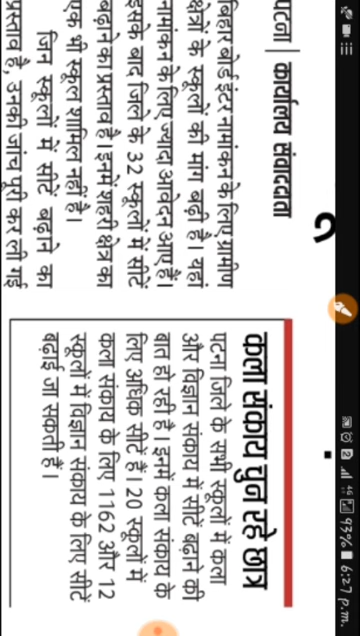 93% 6:27 p.m.
पटना | कार्यालय संवाददाता
बिहार बोर्ड इंटर नामांकन के लिए ग्रामीण
क्षेत्रों के स्कूलों की मांग बढ़ी है। यहां
नामांकन के लिए ज्यादा आवेदन आए हैं।
इसके बाद जिले के 32 स्कूलों में सीटें
बढ़ाने का प्रस्ताव है। इनमें शहरी क्षेत्र का
एक भी स्कूल शामिल नहीं है।
जिन स्कूलों में सीटें बढ़ाने का
प्रस्ताव है, उनकी जांच पूरी कर ली गई
कला संकाय चुन रहे छात्र
पटना जिले के सभी स्कूलों में कला
और विज्ञान संकाय में सीटें बढ़ाने की
बात हो रही है। इनमें कला संकाय के
लिए अधिक सीटें हैं। 20 स्कूलों में
कला संकाय के लिए 1162 और 12
स्कूलों में विज्ञान संकाय के लिए सीटें
बढ़ाई जा सकती हैं।